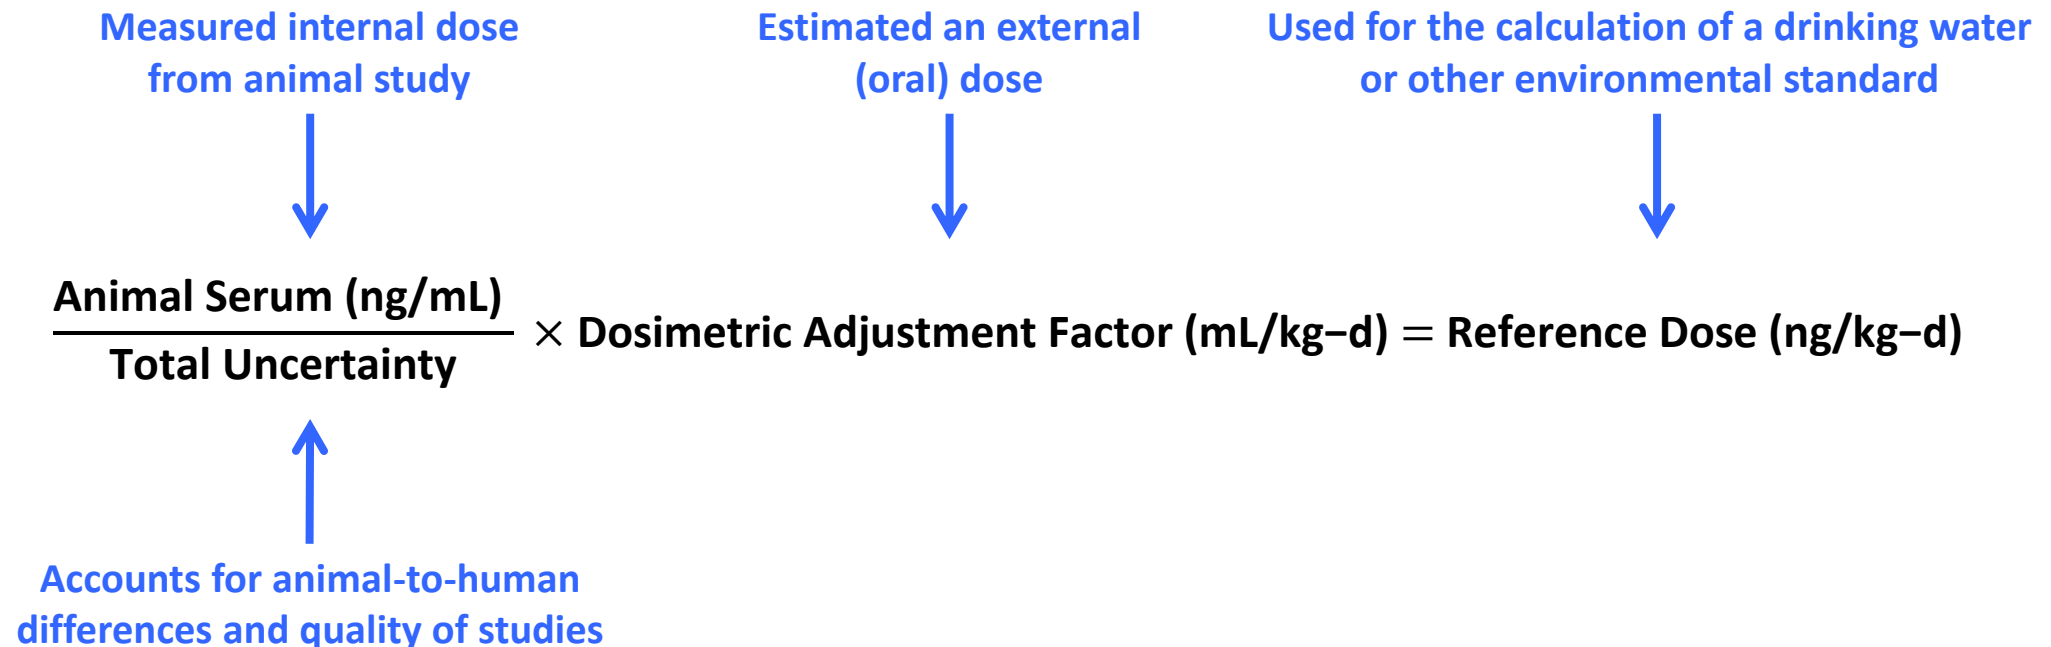 Measured internal dose
from animal study
Estimated an external
(oral) dose
Used for the calculation of a drinking water
or other environmental standard
Animal Serum (ng/mL)
Total Uncertainty
× Dosimetric Adjustment Factor (mL/kg−d) = Reference Dose (ng/kg−d)
Accounts for animal-to-human
differences and quality of studies